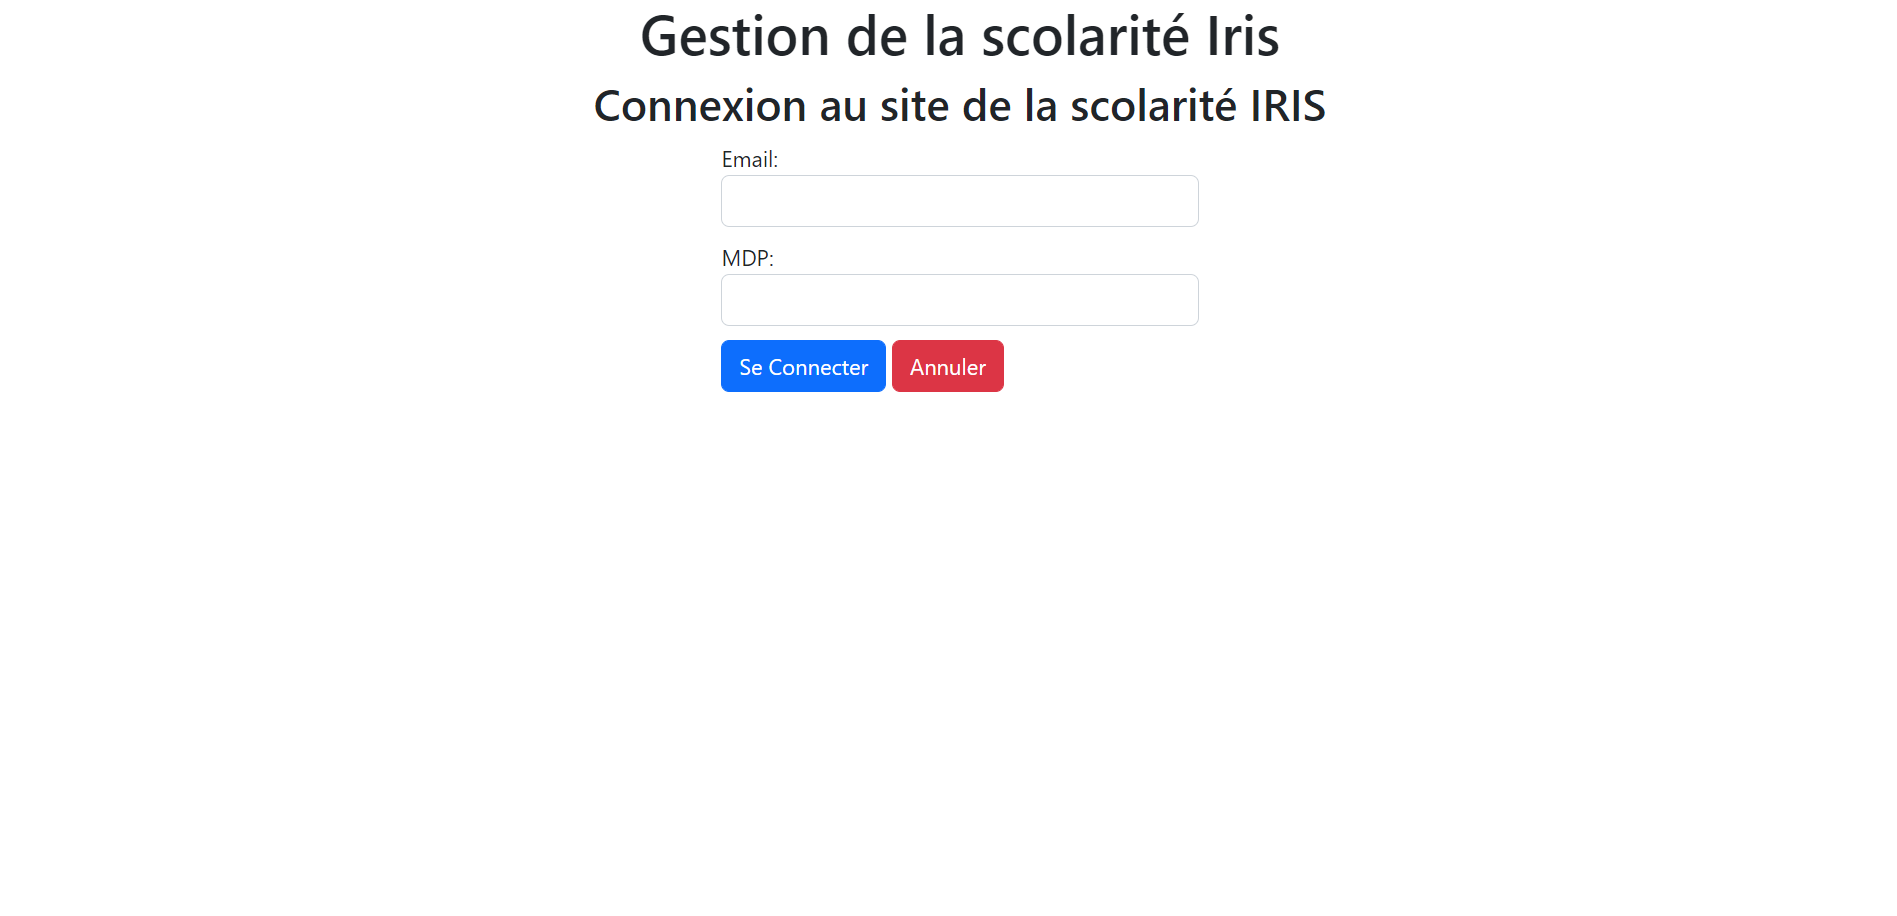 Gestion de la scolarité Iris
Connexion au site de la scolarité IRIS
Email:
MDP:
Se Connecter Annuler